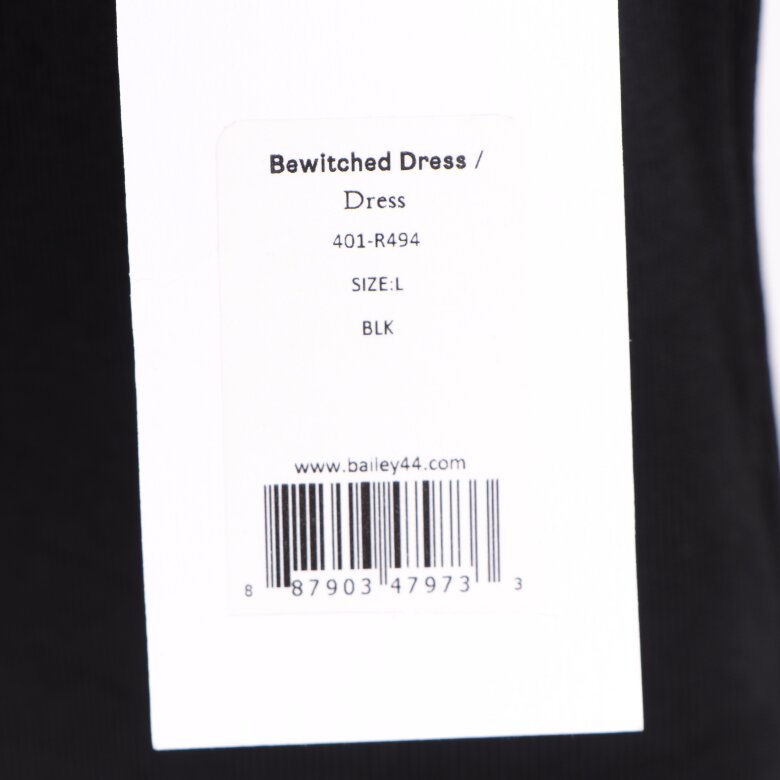 Bewitched Dress /
Dress
401-R494
SIZE:L
BLK
www.bailey44.com
8 87903 47973 3